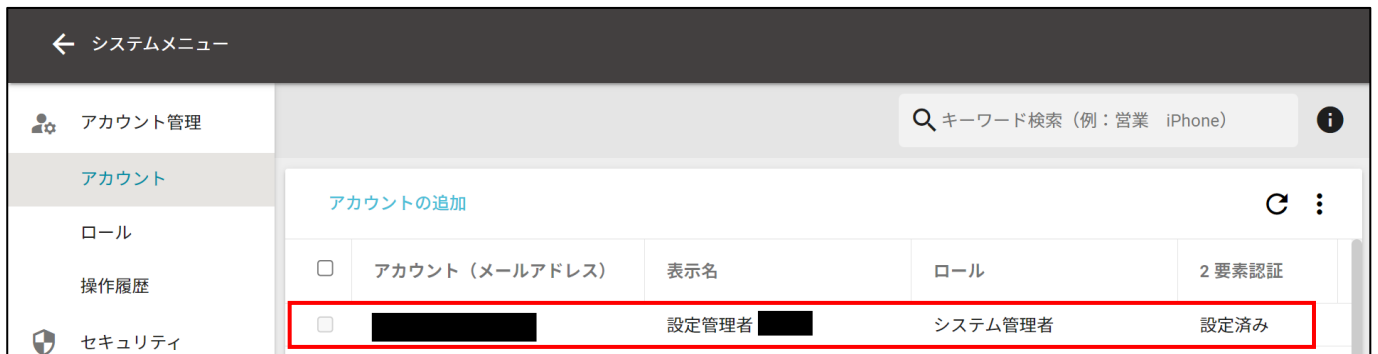 システムメニュー
アカウント管理
キーワード検索（例：営業　iPhone）
アカウント
アカウントの追加
ロール
アカウント（メールアドレス） 表示名 ロール 2 要素認証
操作履歴
設定管理者 システム管理者 設定済み
セキュリティ